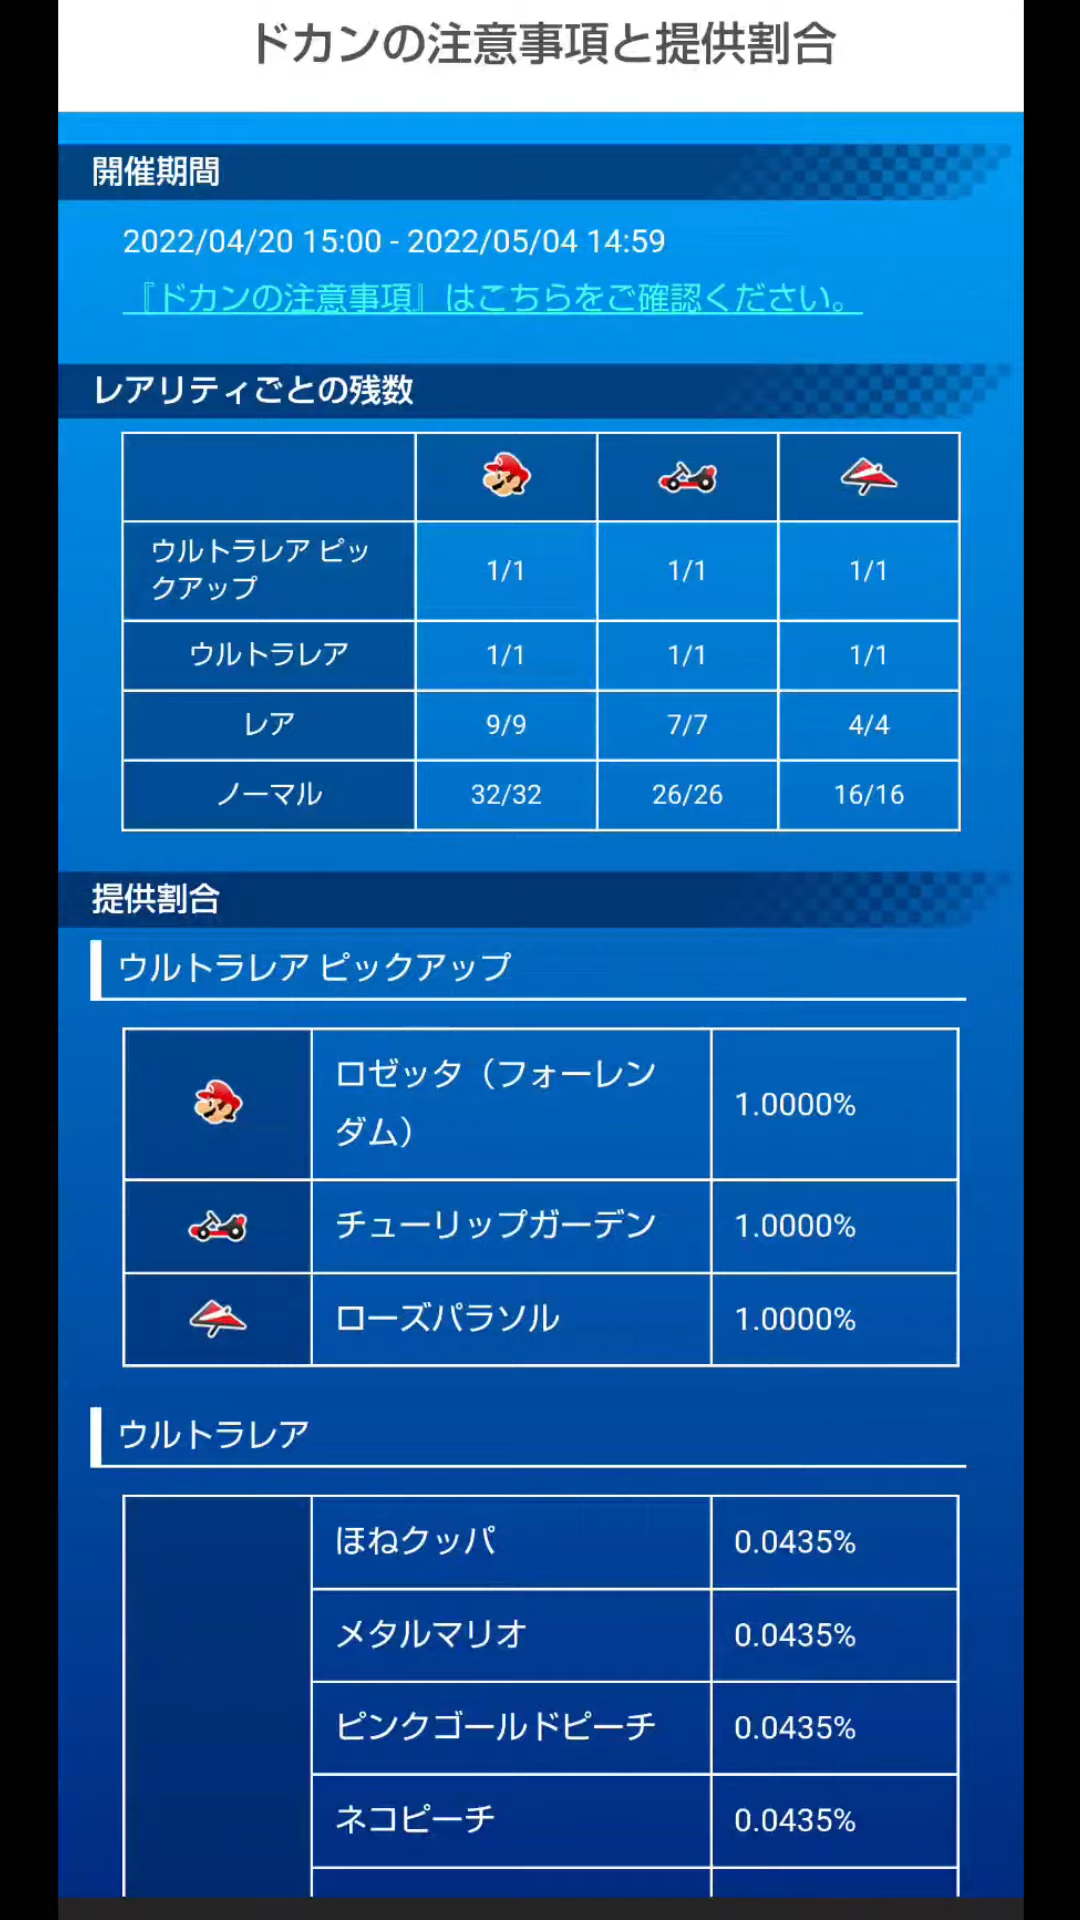 ドカンの注意事項と提供割合
開催期間
2022/04/20 15:00 - 2022/05/04 14:59
『ドカンの注意事項』はこちらをご確認ください。
レアリティごとの残数
ウルトラレア ピッ
クアップ
1/1 1/1 1/1
ウルトラレア 1/1 1/1 1/1
レア 9/9 7/7 4/4
ノーマル 32/32 26/26 16/16
提供割合
ウルトラレア ピックアップ
ロゼッタ（フォーレン
ダム）
1.0000%
チューリップガーデン 1.0000%
ローズパラソル 1.0000%
ウルトラレア
ほねクッパ 0.0435%
メタルマリオ 0.0435%
ピンクゴールドピーチ 0.0435%
ネコピーチ 0.0435%